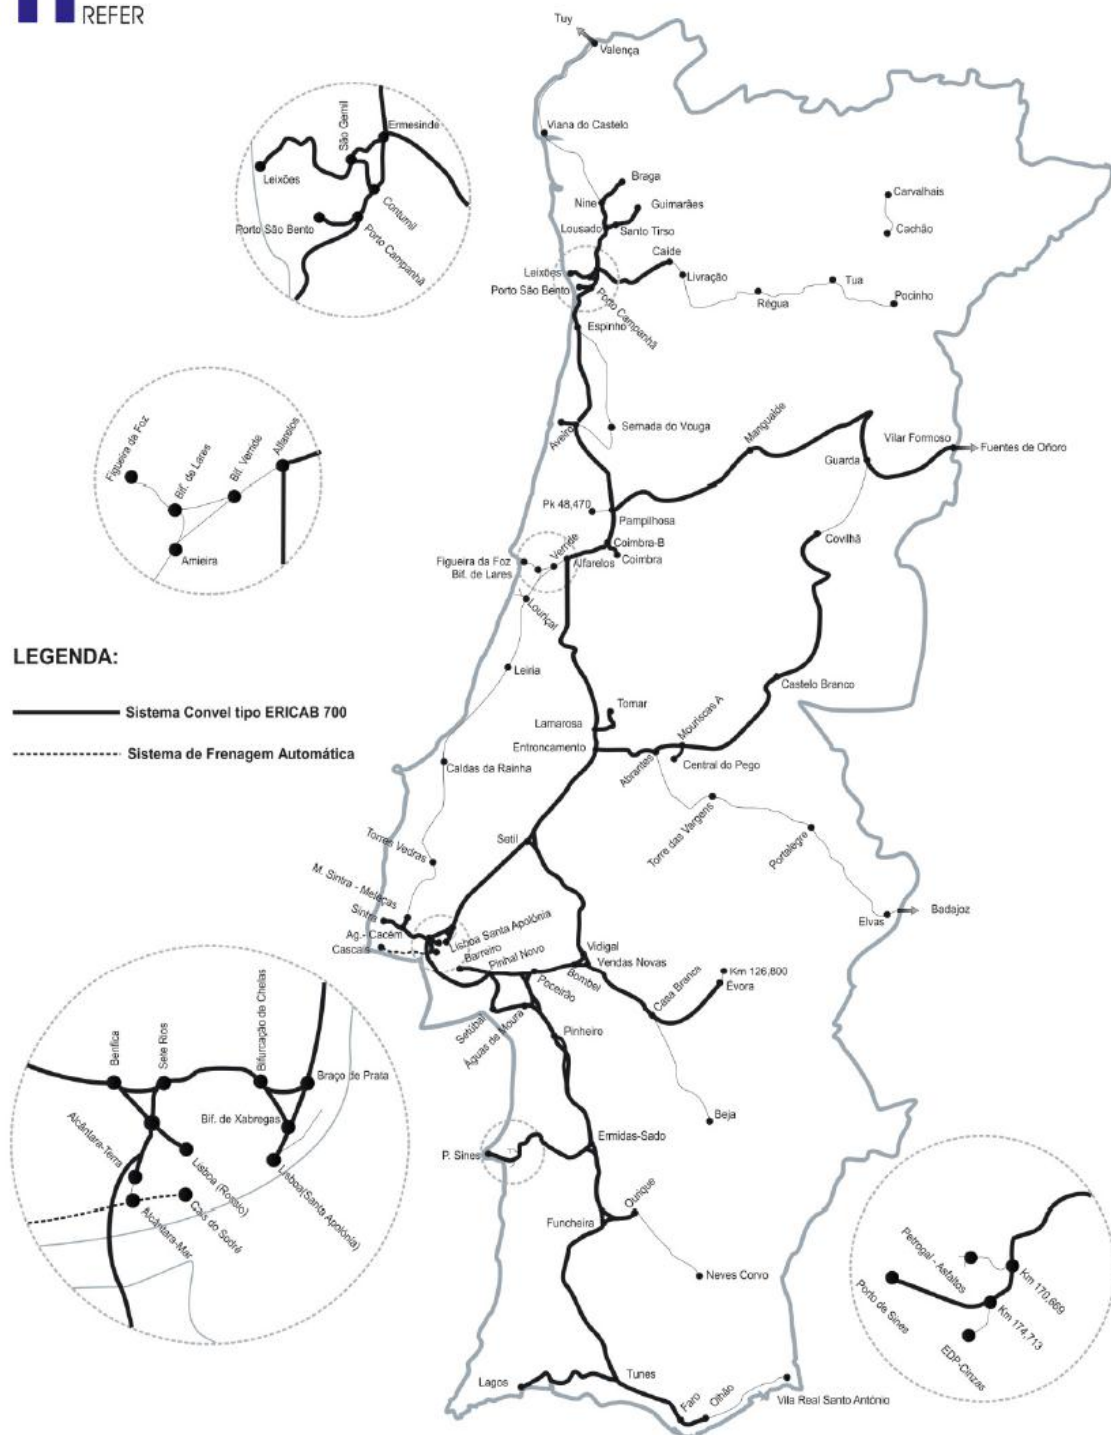 REFER
Tuy
Valença
Viana do Castelo
Braga
Nine
Guimarães
Lousado
Santo Tirso
Caíde
Leixões
Livração
Porto São Bento
Porto Campanhã
Régua
Tua
Pocinho
Carvalhais
Cachão
Espinho
Aveiro
Sernada do Vouga
Mangualde
Vilar Formoso
Fuentes de Oñoro
Guarda
Pk 48,470
Pampilhosa
Coimbra-B
Coimbra
Covilhã
Figueira da Foz
Bif. de Lares
Verride
Alfarelos
Louriçal
Leiria
Castelo Branco
Tomar
Lamarosa
Mouriscas A
Entroncamento
Abrantes
Central do Pego
Caldas da Rainha
Torre das Vargens
Portalegre
Setil
Torres Vedras
M. Sintra - Meleças
Sintra
Elvas
Badajoz
Ag.- Cacém
Lisboa Santa Apolónia
Cascais
Barreiro
Pinhal Novo
Vidigal
Vendas Novas
Bombel
Poceirão
Casa Branca
Km 126,800
Évora
Setúbal
Águas de Moura
Pinheiro
Beja
P. Sines
Ermidas-Sado
Ourique
Funcheira
Neves Corvo
Lagos
Tunes
Faro
Olhão
Vila Real Santo António
São Gemil
Ermesinde
Leixões
Contumil
Porto São Bento
Porto Campanhã
Figueira da Foz
Bif. de Lares
Bif. Verride
Alfarelos
Amieira
LEGENDA:
Sistema Convel tipo ERICAB 700
Sistema de Frenagem Automática
Benfica
Sete Rios
Bifurcação de Chelas
Braço de Prata
Bif. de Xabregas
Alcântara-Terra
Lisboa (Rossio)
Lisboa(Santa Apolónia)
Cais do Sodré
Alcântara-Mar
Petrogal - Asfaltos
Porto de Sines
Km 170,669
Km 174,713
EDP-Cinzas